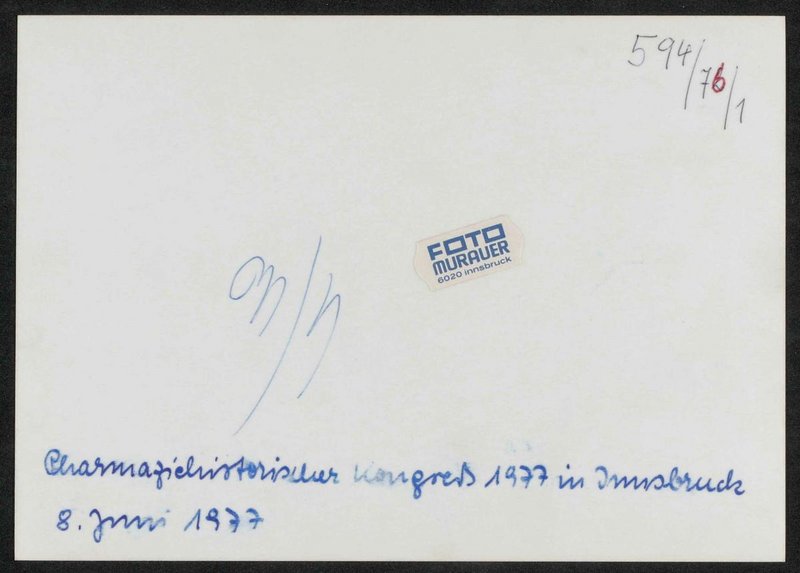 594/76/1
FOTO
MURAUER
6020 innsbruck
Pharmaziehistorischer Kongreß 1977 in Innsbruck
8. Juni 1977